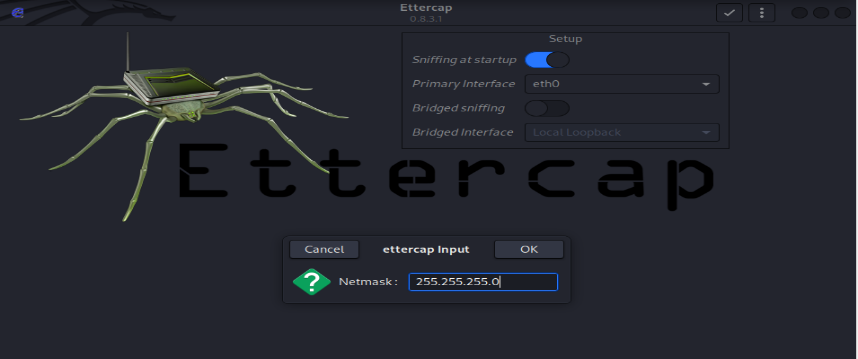 Ettercap
0.8.3.1
Setup
Sniffing at startup
Primary Interface eth0
Bridged sniffing
Bridged Interface Local Loopback
Ettercap
Cancel ettercap Input OK
? Netmask : 255.255.255.0